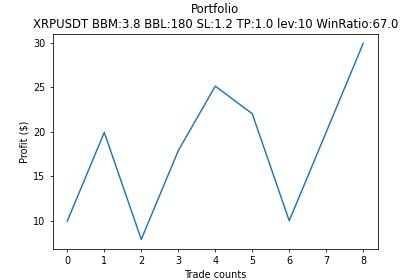 Portfolio
XRPUSDT BBM:3.8 BBL:180 SL:1.2 TP:1.0 lev:10 WinRatio:67.0
30
25
20
15
10
Profit ($)
0 1 2 3 4 5 6 7 8
Trade counts